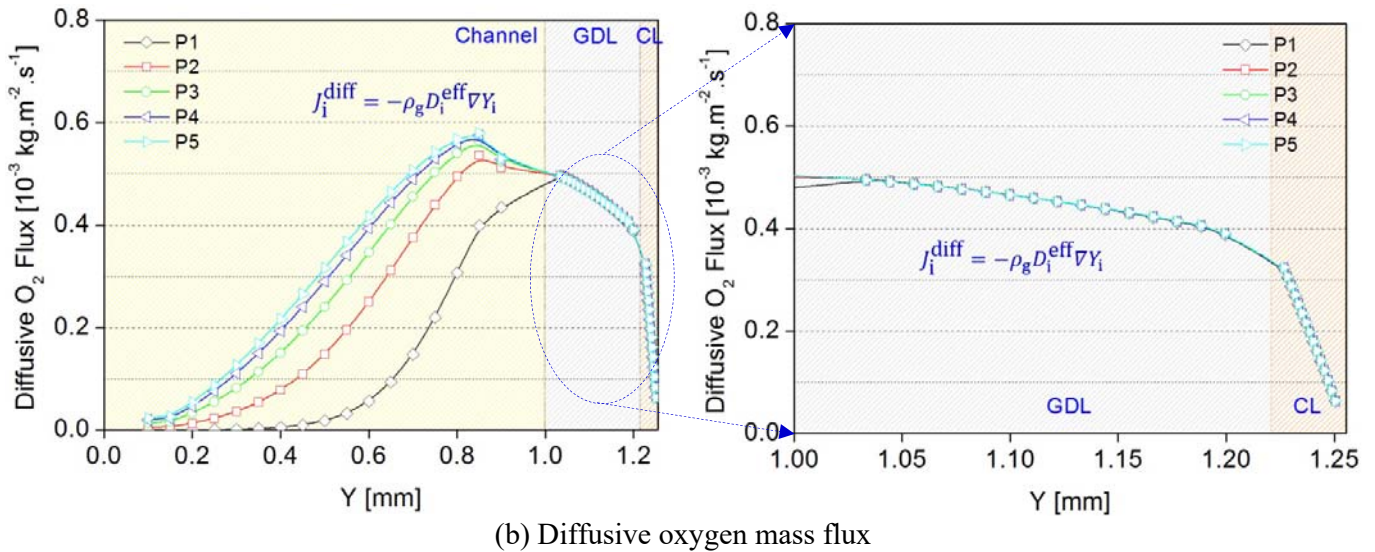 Diffusive O2 Flux [10-3 kg.m-2.s-1]
0.8
0.6
0.4
0.2
0.0
P1
P2
P3
P4
P5
Channel
GDL
CL
J_i^diff = −ρ_g D_i^eff ∇Y_i
0.0 0.2 0.4 0.6 0.8 1.0 1.2
Y [mm]
Diffusive O2 Flux [10-3 kg.m-2.s-1]
0.8
0.6
0.4
0.2
0.0
P1
P2
P3
P4
P5
J_i^diff = −ρ_g D_i^eff ∇Y_i
GDL
CL
1.00 1.05 1.10 1.15 1.20 1.25
Y [mm]
(b) Diffusive oxygen mass flux